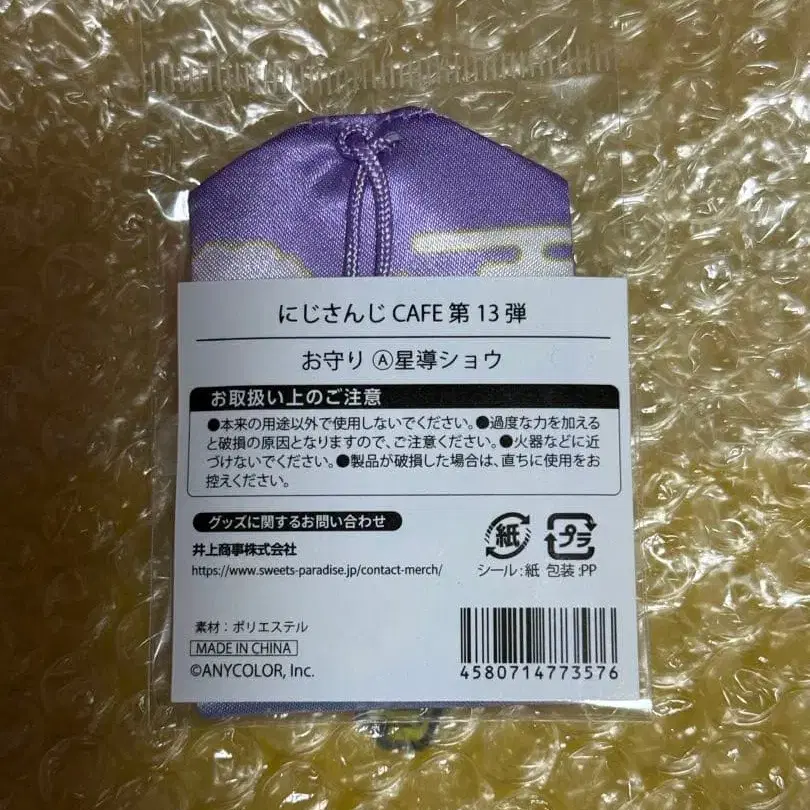 にじさんじ CAFE 第 13 弾
お守り Ⓐ星導ショウ
お取扱い上のご注意
●本来の用途以外で使用しないでください。●過度な力を加える
と破損の原因となりますので、ご注意ください。●火器などに近
づけないでください。●製品が破損した場合は、直ちに使用をお
控えください。
グッズに関するお問い合わせ
井上商事株式会社
https://www.sweets-paradise.jp/contact-merch/
紙 プラ
シール:紙 包装:PP
素材：ポリエステル
MADE IN CHINA
©ANYCOLOR, Inc.
4580714773576